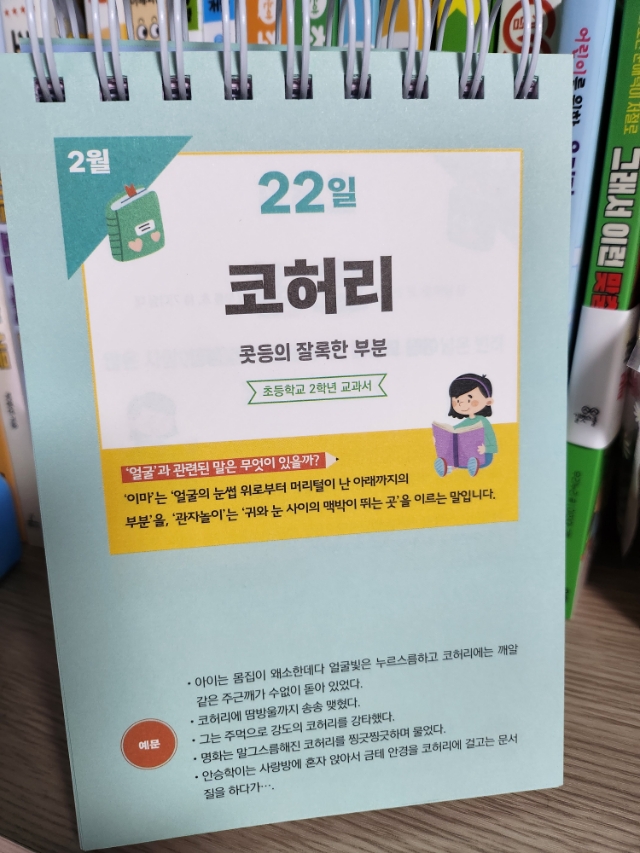 2월
22일
코허리
콧등의 잘록한 부분
초등학교 2학년 교과서
'얼굴'과 관련된 말은 무엇이 있을까?
'이마'는 '얼굴의 눈썹 위로부터 머리털이 난 아래까지의
부분'을, '관자놀이'는 '귀와 눈 사이의 맥박이 뛰는 곳'을 이르는 말입니다.
예문
• 아이는 몸집이 왜소한데다 얼굴빛은 누르스름하고 코허리에는 깨알
같은 주근깨가 수없이 돋아 있었다.
• 코허리에 땀방울까지 송송 맺혔다.
• 그는 주먹으로 강도의 코허리를 강타했다.
• 명화는 말그스름해진 코허리를 찡긋찡긋하며 물었다.
• 안승학이는 사랑방에 혼자 앉아서 금테 안경을 코허리에 걸고는 문서
질을 하다가….
어린이를 위한
그래서 이런